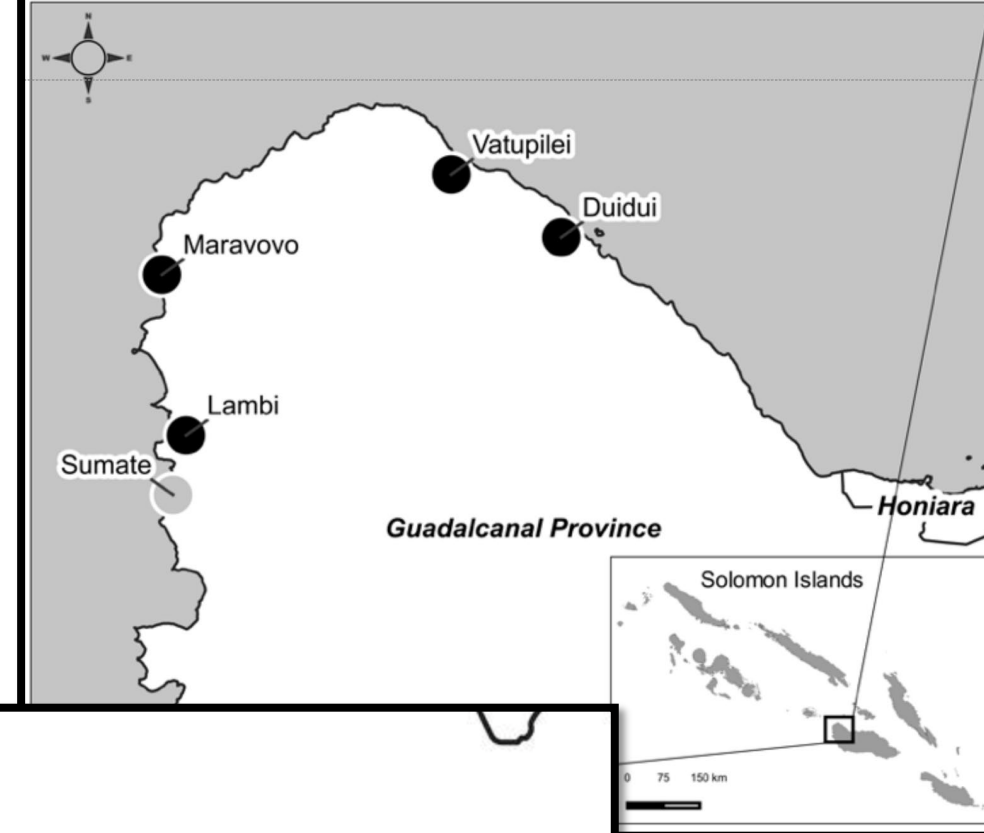 N
W E
S
Vatupilei
Duidui
Maravovo
Lambi
Sumate
Honiara
Guadalcanal Province
Solomon Islands
0 75 150 km